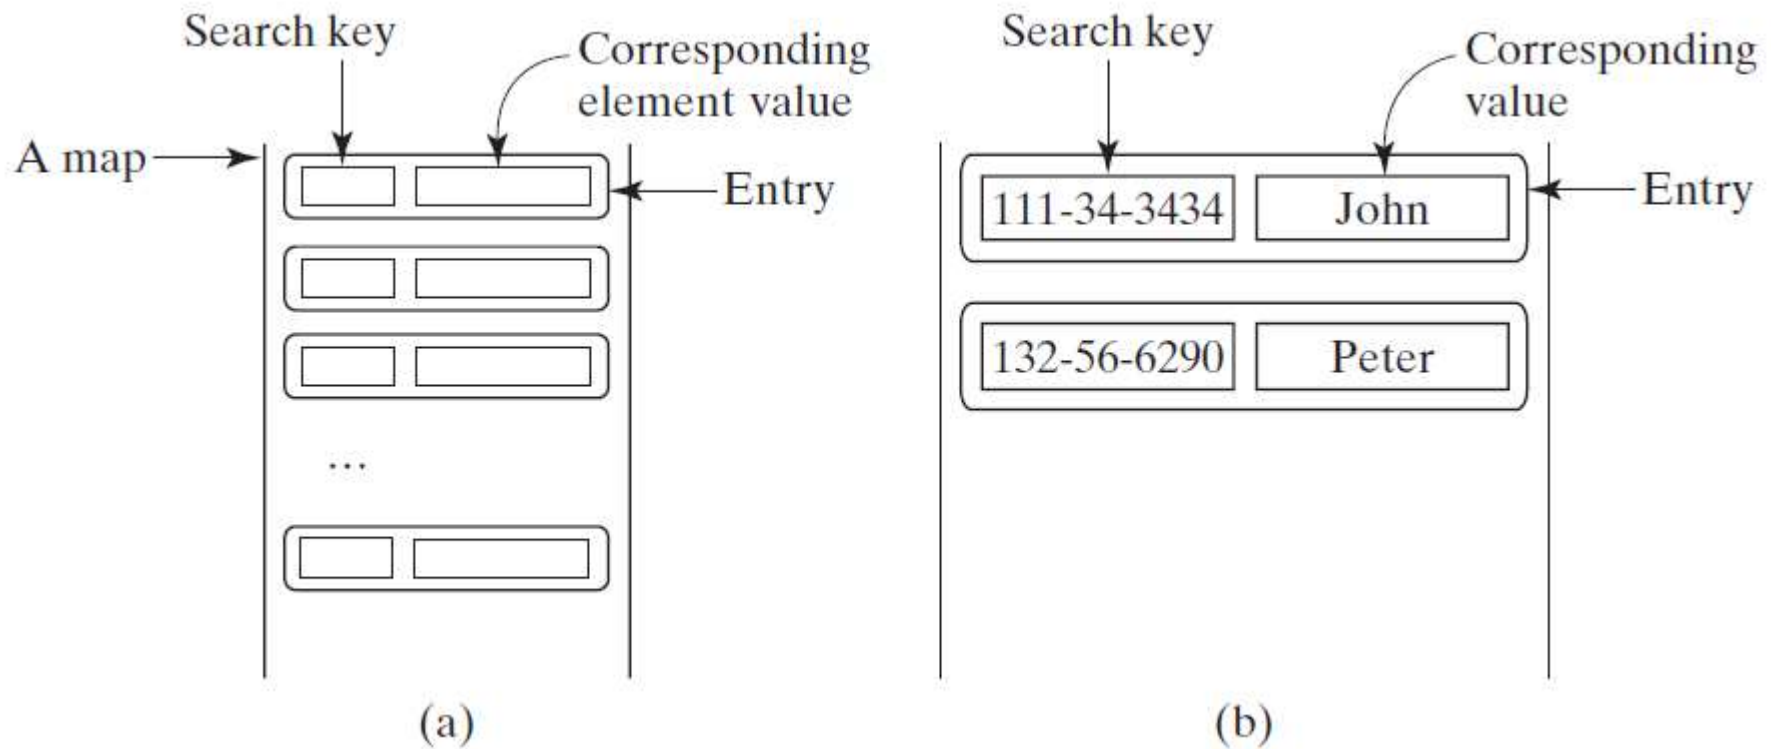 Search key
Corresponding
element value
A map
Entry
...
(a)
Search key
Corresponding
value
Entry
111-34-3434 John
132-56-6290 Peter
(b)